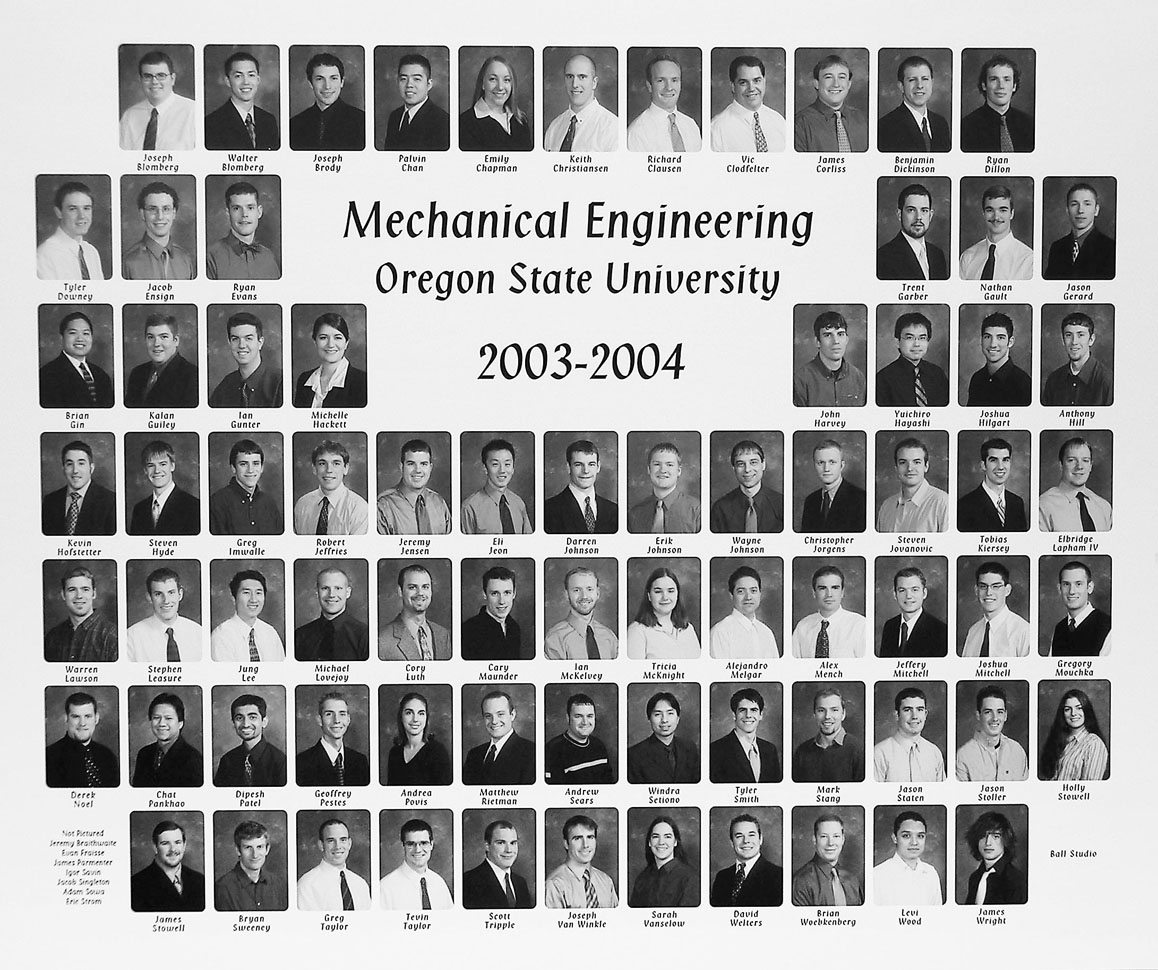 Joseph Blomberg
Walter Blomberg
Joseph Brody
Palvin Chan
Emily Chapman
Keith Christiansen
Richard Clausen
Vic Clodfelter
James Corliss
Benjamin Dickinson
Ryan Dillon
Mechanical Engineering
Oregon State University
2003-2004
Tyler Downey
Jacob Ensign
Ryan Evans
Trent Garber
Nathan Gault
Jason Gerard
Brian Gin
Kalan Guiley
Ian Gunter
Michelle Hackett
John Harvey
Yuichiro Hayashi
Joshua Hilgart
Anthony Hill
Kevin Hofstetter
Steven Hyde
Greg Imwalle
Robert Jeffries
Jeremy Jensen
Eli Jeon
Darren Johnson
Erik Johnson
Wayne Johnson
Christopher Jorgens
Steven Jovanovic
Tobias Kiersey
Elbridge Lapham IV
Warren Lawson
Stephen Leasure
Jung Lee
Michael Lovejoy
Cory Luth
Cary Maunder
Ian McKelvey
Tricia McKnight
Alejandro Melgar
Alex Mench
Jeffery Mitchell
Joshua Mitchell
Gregory Mouchka
Derek Noel
Chat Pankhao
Dipesh Patel
Geoffrey Pestes
Andrea Povis
Matthew Rietman
Andrew Sears
Windra Setiono
Tyler Smith
Mark Stang
Jason Staten
Jason Stoller
Holly Stowell
Not Pictured
Jeremy Braithwaite
Evan Fraisse
James Parmenter
Igor Savin
Jacob Singleton
Adam Sowa
Eric Strom
James Stowell
Bryan Sweeney
Greg Taylor
Tevin Taylor
Scott Tripple
Joseph Van Winkle
Sarah Vanselow
David Welters
Brian Woebkenberg
Levi Wood
James Wright
Ball Studio